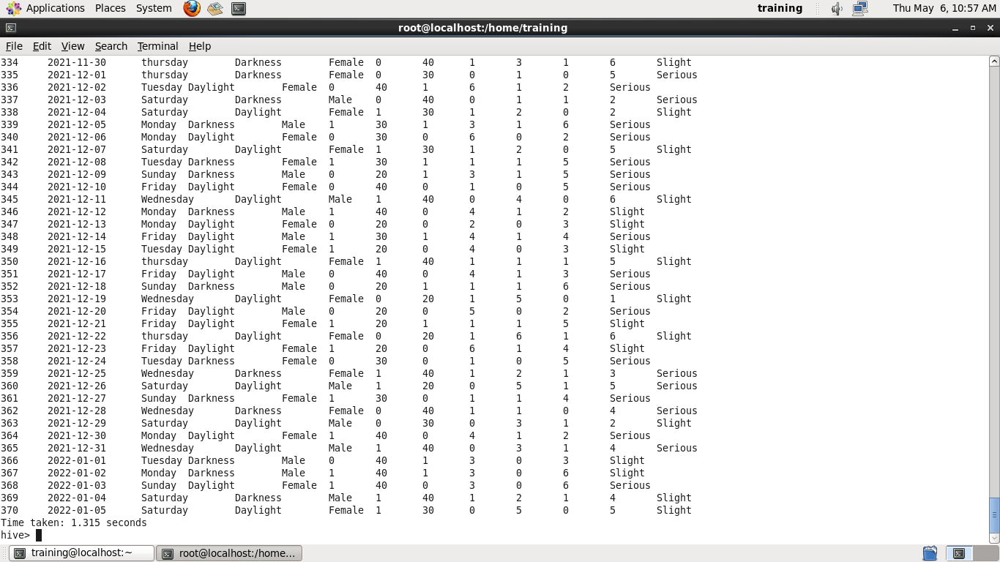 Applications Places System training Thu May 6, 10:57 AM
root@localhost:/home/training
File Edit View Search Terminal Help
334 2021-11-30 thursday Darkness Female 0 40 1 3 1 6 Slight
335 2021-12-01 thursday Darkness Female 0 30 0 1 0 5 Serious
336 2021-12-02 Tuesday Daylight Female 0 40 1 6 1 2 Serious
337 2021-12-03 Saturday Darkness Male 0 40 0 1 1 2 Serious
338 2021-12-04 Saturday Daylight Female 1 30 1 2 0 2 Slight
339 2021-12-05 Monday Darkness Male 1 30 1 3 1 6 Serious
340 2021-12-06 Monday Daylight Female 0 30 0 6 0 2 Serious
341 2021-12-07 Saturday Daylight Female 1 30 1 2 0 5 Slight
342 2021-12-08 Tuesday Darkness Female 1 30 1 1 1 5 Serious
343 2021-12-09 Sunday Darkness Male 0 20 1 3 1 5 Serious
344 2021-12-10 Friday Daylight Female 0 40 0 1 0 5 Serious
345 2021-12-11 Wednesday Daylight Male 1 40 0 4 0 6 Slight
346 2021-12-12 Monday Darkness Male 1 40 0 4 1 2 Slight
347 2021-12-13 Monday Daylight Female 0 20 0 2 0 3 Slight
348 2021-12-14 Friday Daylight Male 1 30 1 4 1 4 Serious
349 2021-12-15 Tuesday Daylight Female 1 20 0 4 0 3 Slight
350 2021-12-16 thursday Daylight Female 1 40 1 1 1 5 Slight
351 2021-12-17 Friday Daylight Male 0 40 0 4 1 3 Serious
352 2021-12-18 Sunday Darkness Male 0 20 1 1 1 6 Serious
353 2021-12-19 Wednesday Daylight Female 0 20 1 5 0 1 Slight
354 2021-12-20 Friday Daylight Male 0 20 0 5 0 2 Serious
355 2021-12-21 Friday Daylight Female 1 20 1 1 1 5 Slight
356 2021-12-22 thursday Daylight Female 0 20 1 6 1 6 Slight
357 2021-12-23 Friday Daylight Female 1 20 0 6 1 4 Slight
358 2021-12-24 Tuesday Darkness Female 0 30 0 1 0 5 Serious
359 2021-12-25 Wednesday Darkness Female 1 40 1 2 1 3 Serious
360 2021-12-26 Saturday Daylight Male 1 20 0 5 1 5 Serious
361 2021-12-27 Sunday Darkness Female 1 30 0 1 1 4 Serious
362 2021-12-28 Wednesday Darkness Female 0 40 1 1 0 4 Serious
363 2021-12-29 Saturday Daylight Male 0 30 0 3 1 2 Slight
364 2021-12-30 Monday Daylight Female 1 40 0 4 1 2 Serious
365 2021-12-31 Wednesday Daylight Male 1 40 0 3 1 4 Serious
366 2022-01-01 Tuesday Darkness Male 0 40 1 3 0 3 Slight
367 2022-01-02 Monday Darkness Male 1 40 1 3 0 6 Slight
368 2022-01-03 Sunday Daylight Female 1 40 0 3 0 6 Serious
369 2022-01-04 Saturday Darkness Male 1 40 1 2 1 4 Slight
370 2022-01-05 Saturday Daylight Female 1 30 0 5 0 5 Slight
Time taken: 1.315 seconds
hive>
training@localhost:~ root@localhost:/home...